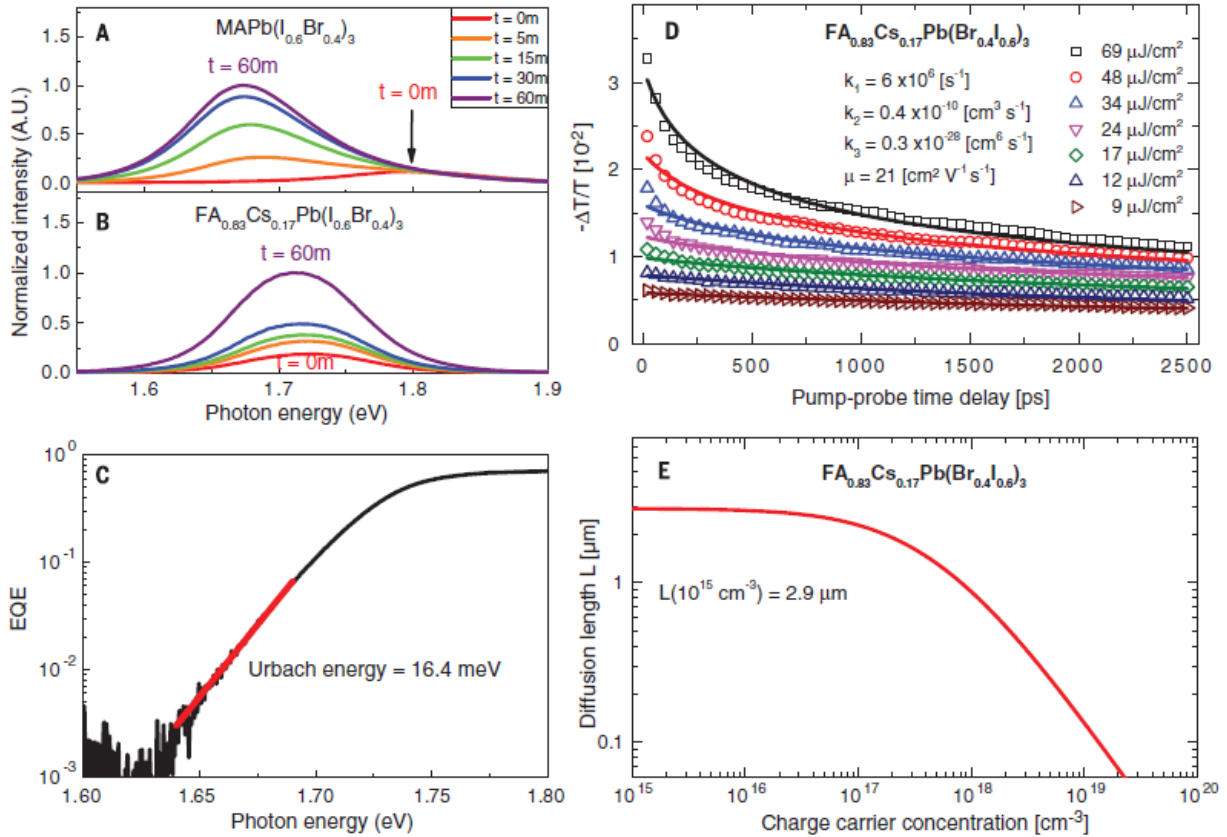 A
MAPb(I0.6Br0.4)3
t = 60m
t = 0m
t = 0m
t = 5m
t = 15m
t = 30m
t = 60m
1.5
1.0
0.5
0.0
B
FA0.83Cs0.17Pb(I0.6Br0.4)3
t = 60m
t = 0m
1.5
1.0
0.5
0.0
Normalized intensity (A.U.)
1.6
1.7
1.8
1.9
Photon energy (eV)
C
Urbach energy = 16.4 meV
EQE
10^0
10^-1
10^-2
10^-3
1.60
1.65
1.70
1.75
1.80
Photon energy (eV)
D
FA0.83Cs0.17Pb(Br0.4I0.6)3
k1 = 6 x10^6 [s^-1]
k2 = 0.4 x10^-10 [cm^3 s^-1]
k3 = 0.3 x10^-28 [cm^6 s^-1]
μ = 21 [cm^2 V^-1 s^-1]
69 μJ/cm^2
48 μJ/cm^2
34 μJ/cm^2
24 μJ/cm^2
17 μJ/cm^2
12 μJ/cm^2
9 μJ/cm^2
-ΔT/T [10^-2]
3
2
1
0
0
500
1000
1500
2000
2500
Pump-probe time delay [ps]
E
FA0.83Cs0.17Pb(Br0.4I0.6)3
L(10^15 cm^-3) = 2.9 μm
Diffusion length L [μm]
1
0.1
10^15
10^16
10^17
10^18
10^19
10^20
Charge carrier concentration [cm^-3]